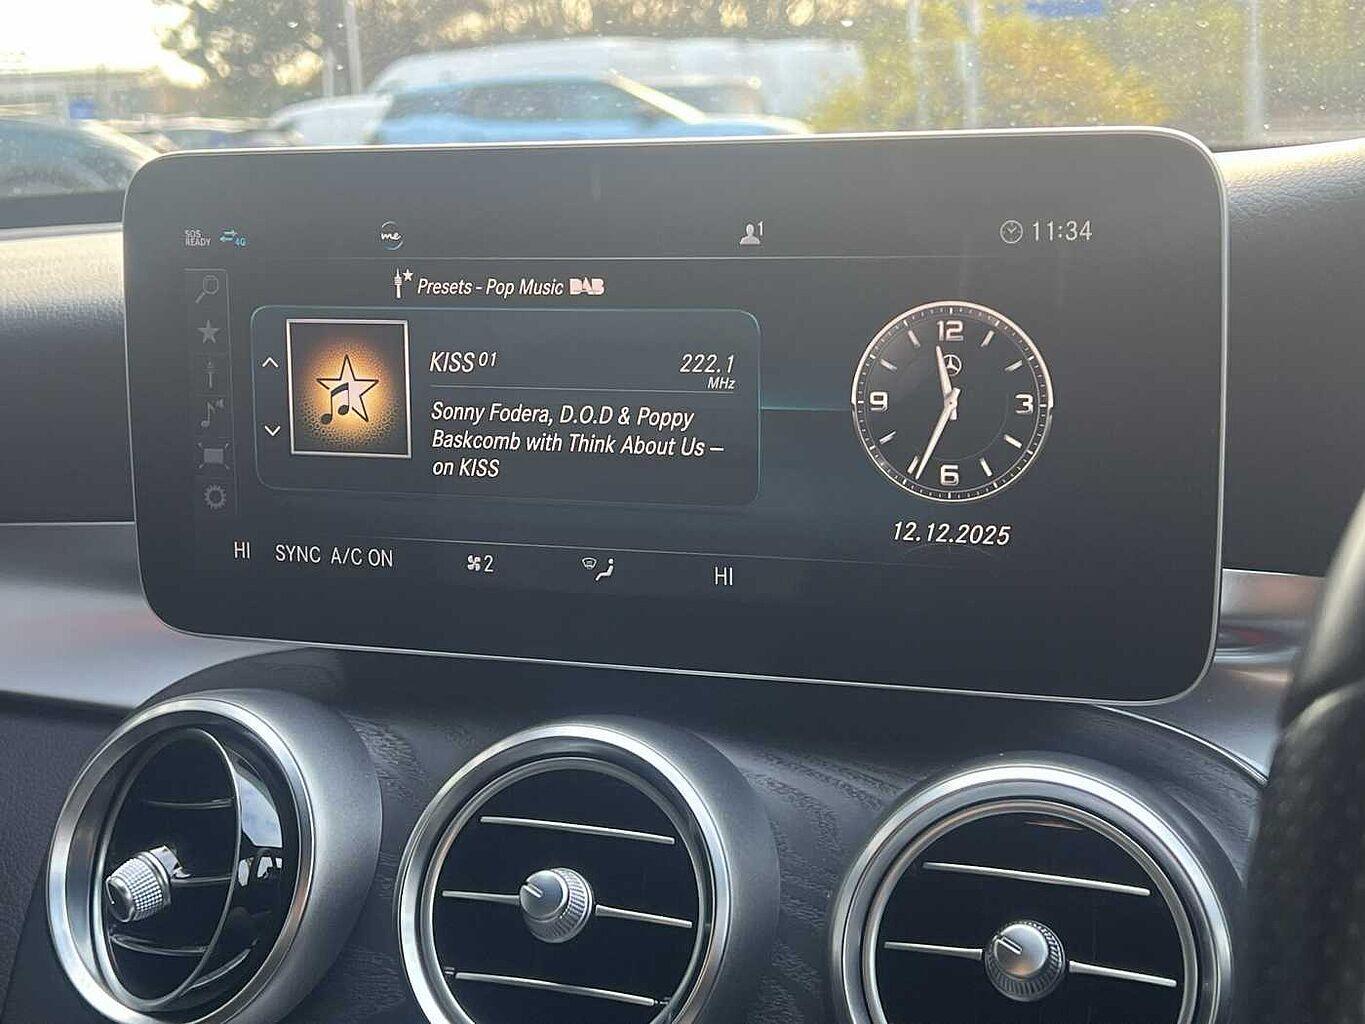 SOS
READY
4G
me
1
11:34
Presets - Pop Music DAB
KISS 01
222.1
MHz
Sonny Fodera, D.O.D & Poppy
Baskcomb with Think About Us –
on KISS
12
9
3
6
12.12.2025
HI
SYNC
A/C ON
2
HI